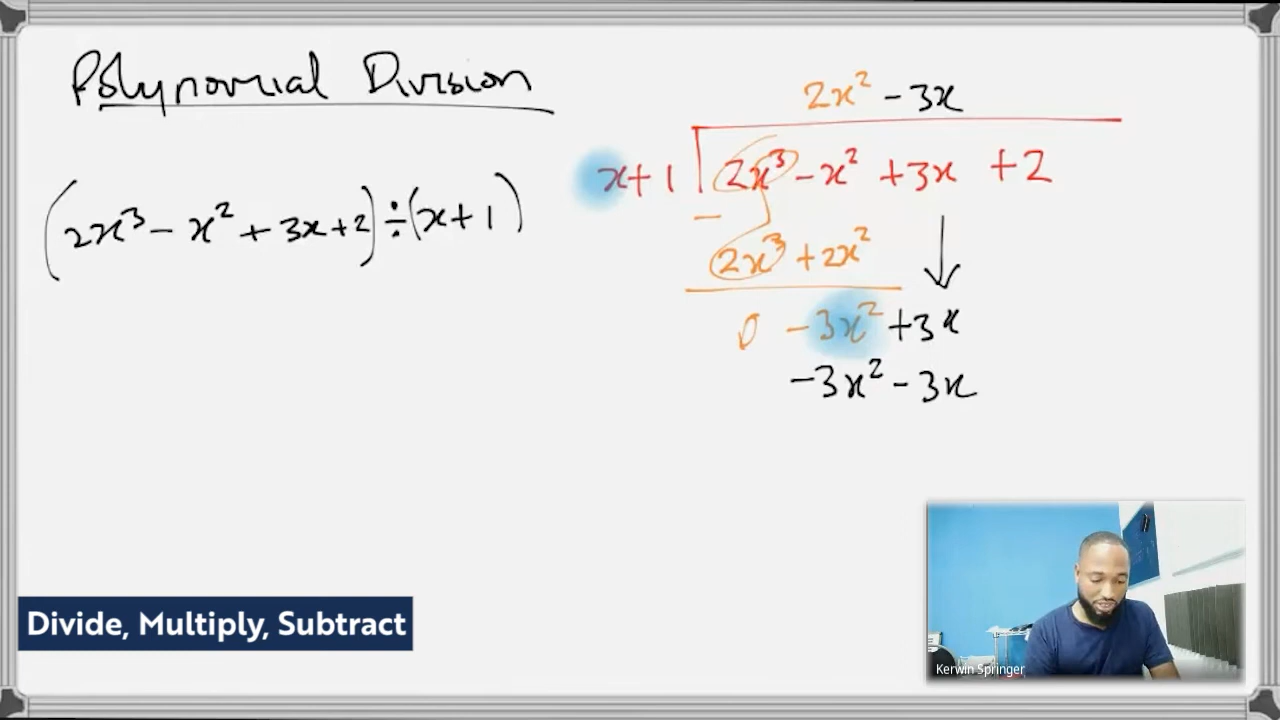 Polynomial Division
(2x³ - x² + 3x + 2) ÷ (x + 1)
2x² - 3x
x + 1 | 2x³ - x² + 3x + 2
-
2x³ + 2x²
0 - 3x² + 3x
-3x² - 3x
Divide, Multiply, Subtract
Kerwin Springer